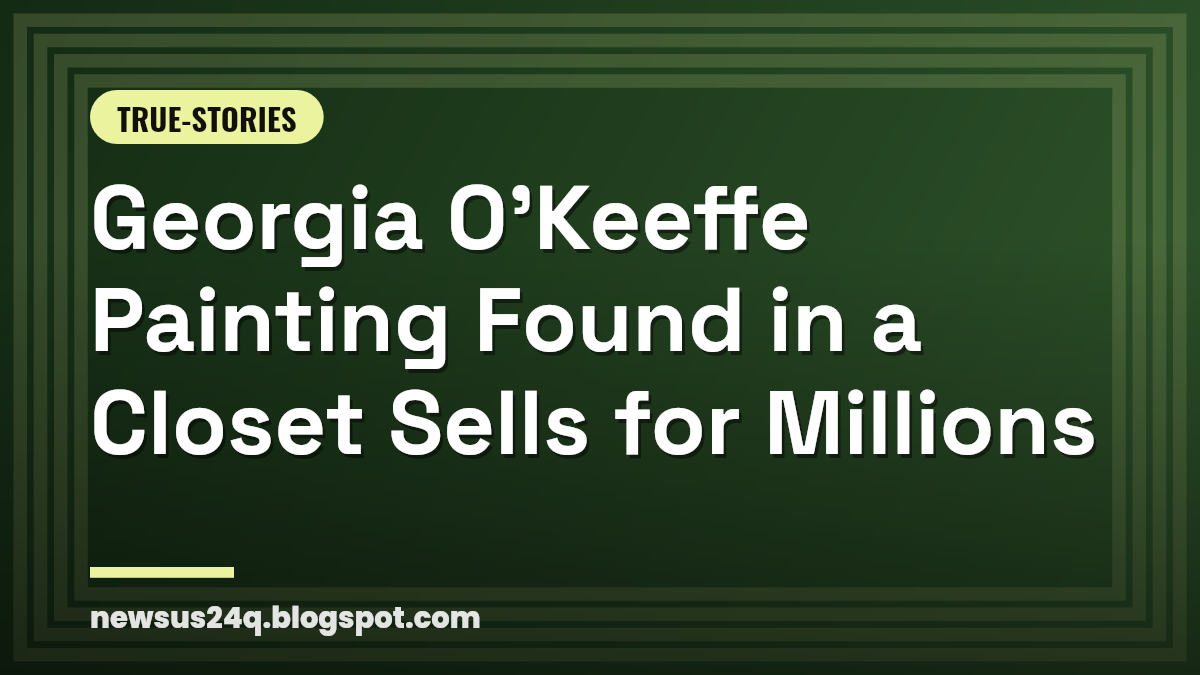 TRUE-STORIES
Georgia O’Keeffe
Painting Found in a
Closet Sells for Millions
newsus24q.blogspot.com